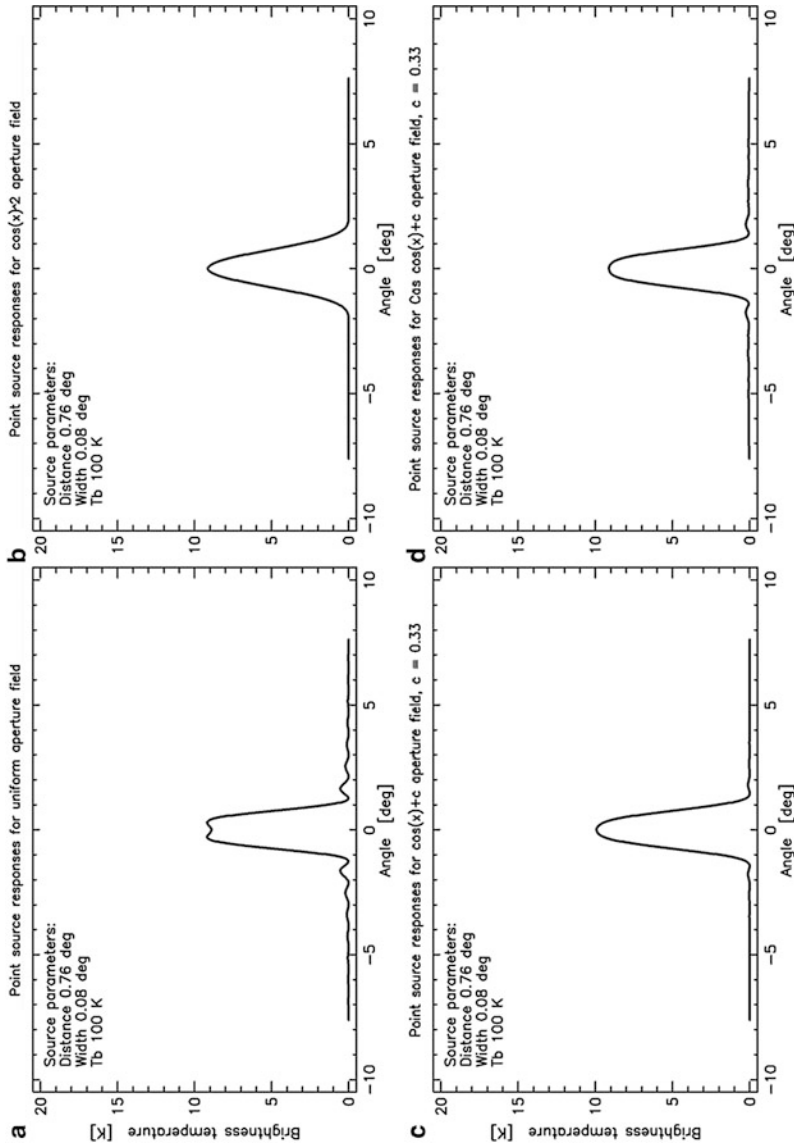 a
Point source responses for uniform aperture field
Source parameters:
Distance 0.76 deg
Width 0.08 deg
Tb 100 K
Brightness temperature [K]
20
15
10
5
0
-10
-5
0
5
10
Angle [deg]
b
Point source responses for cos(x)^2 aperture field
Source parameters:
Distance 0.76 deg
Width 0.08 deg
Tb 100 K
20
15
10
5
0
-10
-5
0
5
10
Angle [deg]
c
Point source responses for cos(x)+c aperture field, c = 0.33
Source parameters:
Distance 0.76 deg
Width 0.08 deg
Tb 100 K
Brightness temperature [K]
20
15
10
5
0
-10
-5
0
5
10
Angle [deg]
d
Point source responses for Cas cos(x)+c aperture field, c = 0.33
Source parameters:
Distance 0.76 deg
Width 0.08 deg
Tb 100 K
20
15
10
5
0
-10
-5
0
5
10
Angle [deg]